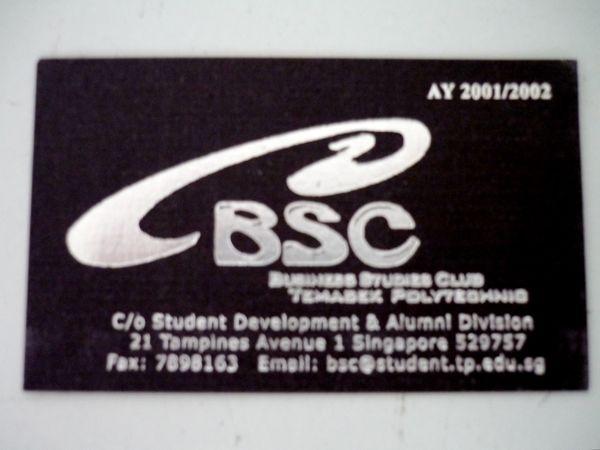 AY 2001/2002
BSC
BUSINESS STUDIES CLUB
TEMASEK POLYTECHNIC
C/o Student Development & Alumni Division
21 Tampines Avenue 1 Singapore 529757
Fax: 7898163 Email: bsc@student.tp.edu.sg